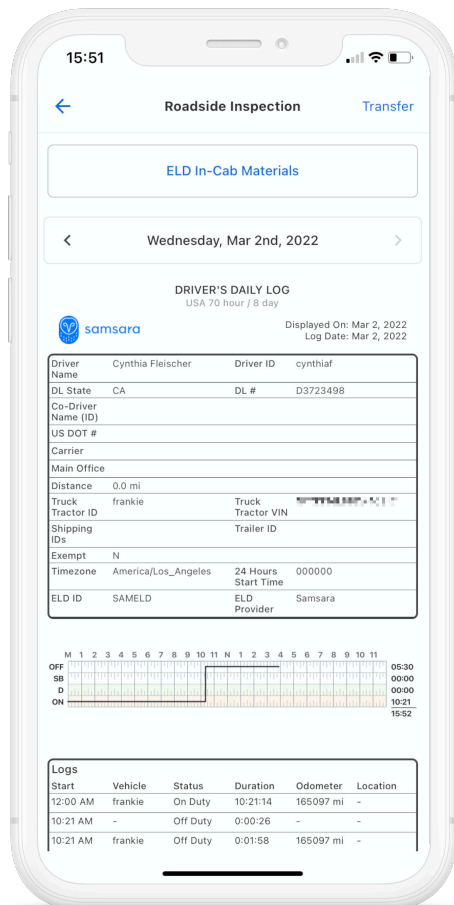 15:51
Roadside Inspection Transfer
ELD In-Cab Materials
Wednesday, Mar 2nd, 2022
DRIVER'S DAILY LOG
USA 70 hour / 8 day
samsara
Displayed On: Mar 2, 2022
Log Date: Mar 2, 2022
Driver Name Cynthia Fleischer Driver ID cynthiaf
DL State CA DL # D3723498
Co-Driver Name (ID)
US DOT #
Carrier
Main Office
Distance 0.0 mi
Truck Tractor ID frankie Truck Tractor VIN
Shipping IDs Trailer ID
Exempt N
Timezone America/Los_Angeles 24 Hours Start Time 000000
ELD ID SAMELD ELD Provider Samsara
M 1 2 3 4 5 6 7 8 9 10 11 N 1 2 3 4 5 6 7 8 9 10 11
OFF 05:30
SB 00:00
D 00:00
ON 10:21
15:52
Logs
Start Vehicle Status Duration Odometer Location
12:00 AM frankie On Duty 10:21:14 165097 mi -
10:21 AM - Off Duty 0:00:26 - -
10:21 AM frankie Off Duty 0:01:58 165097 mi -